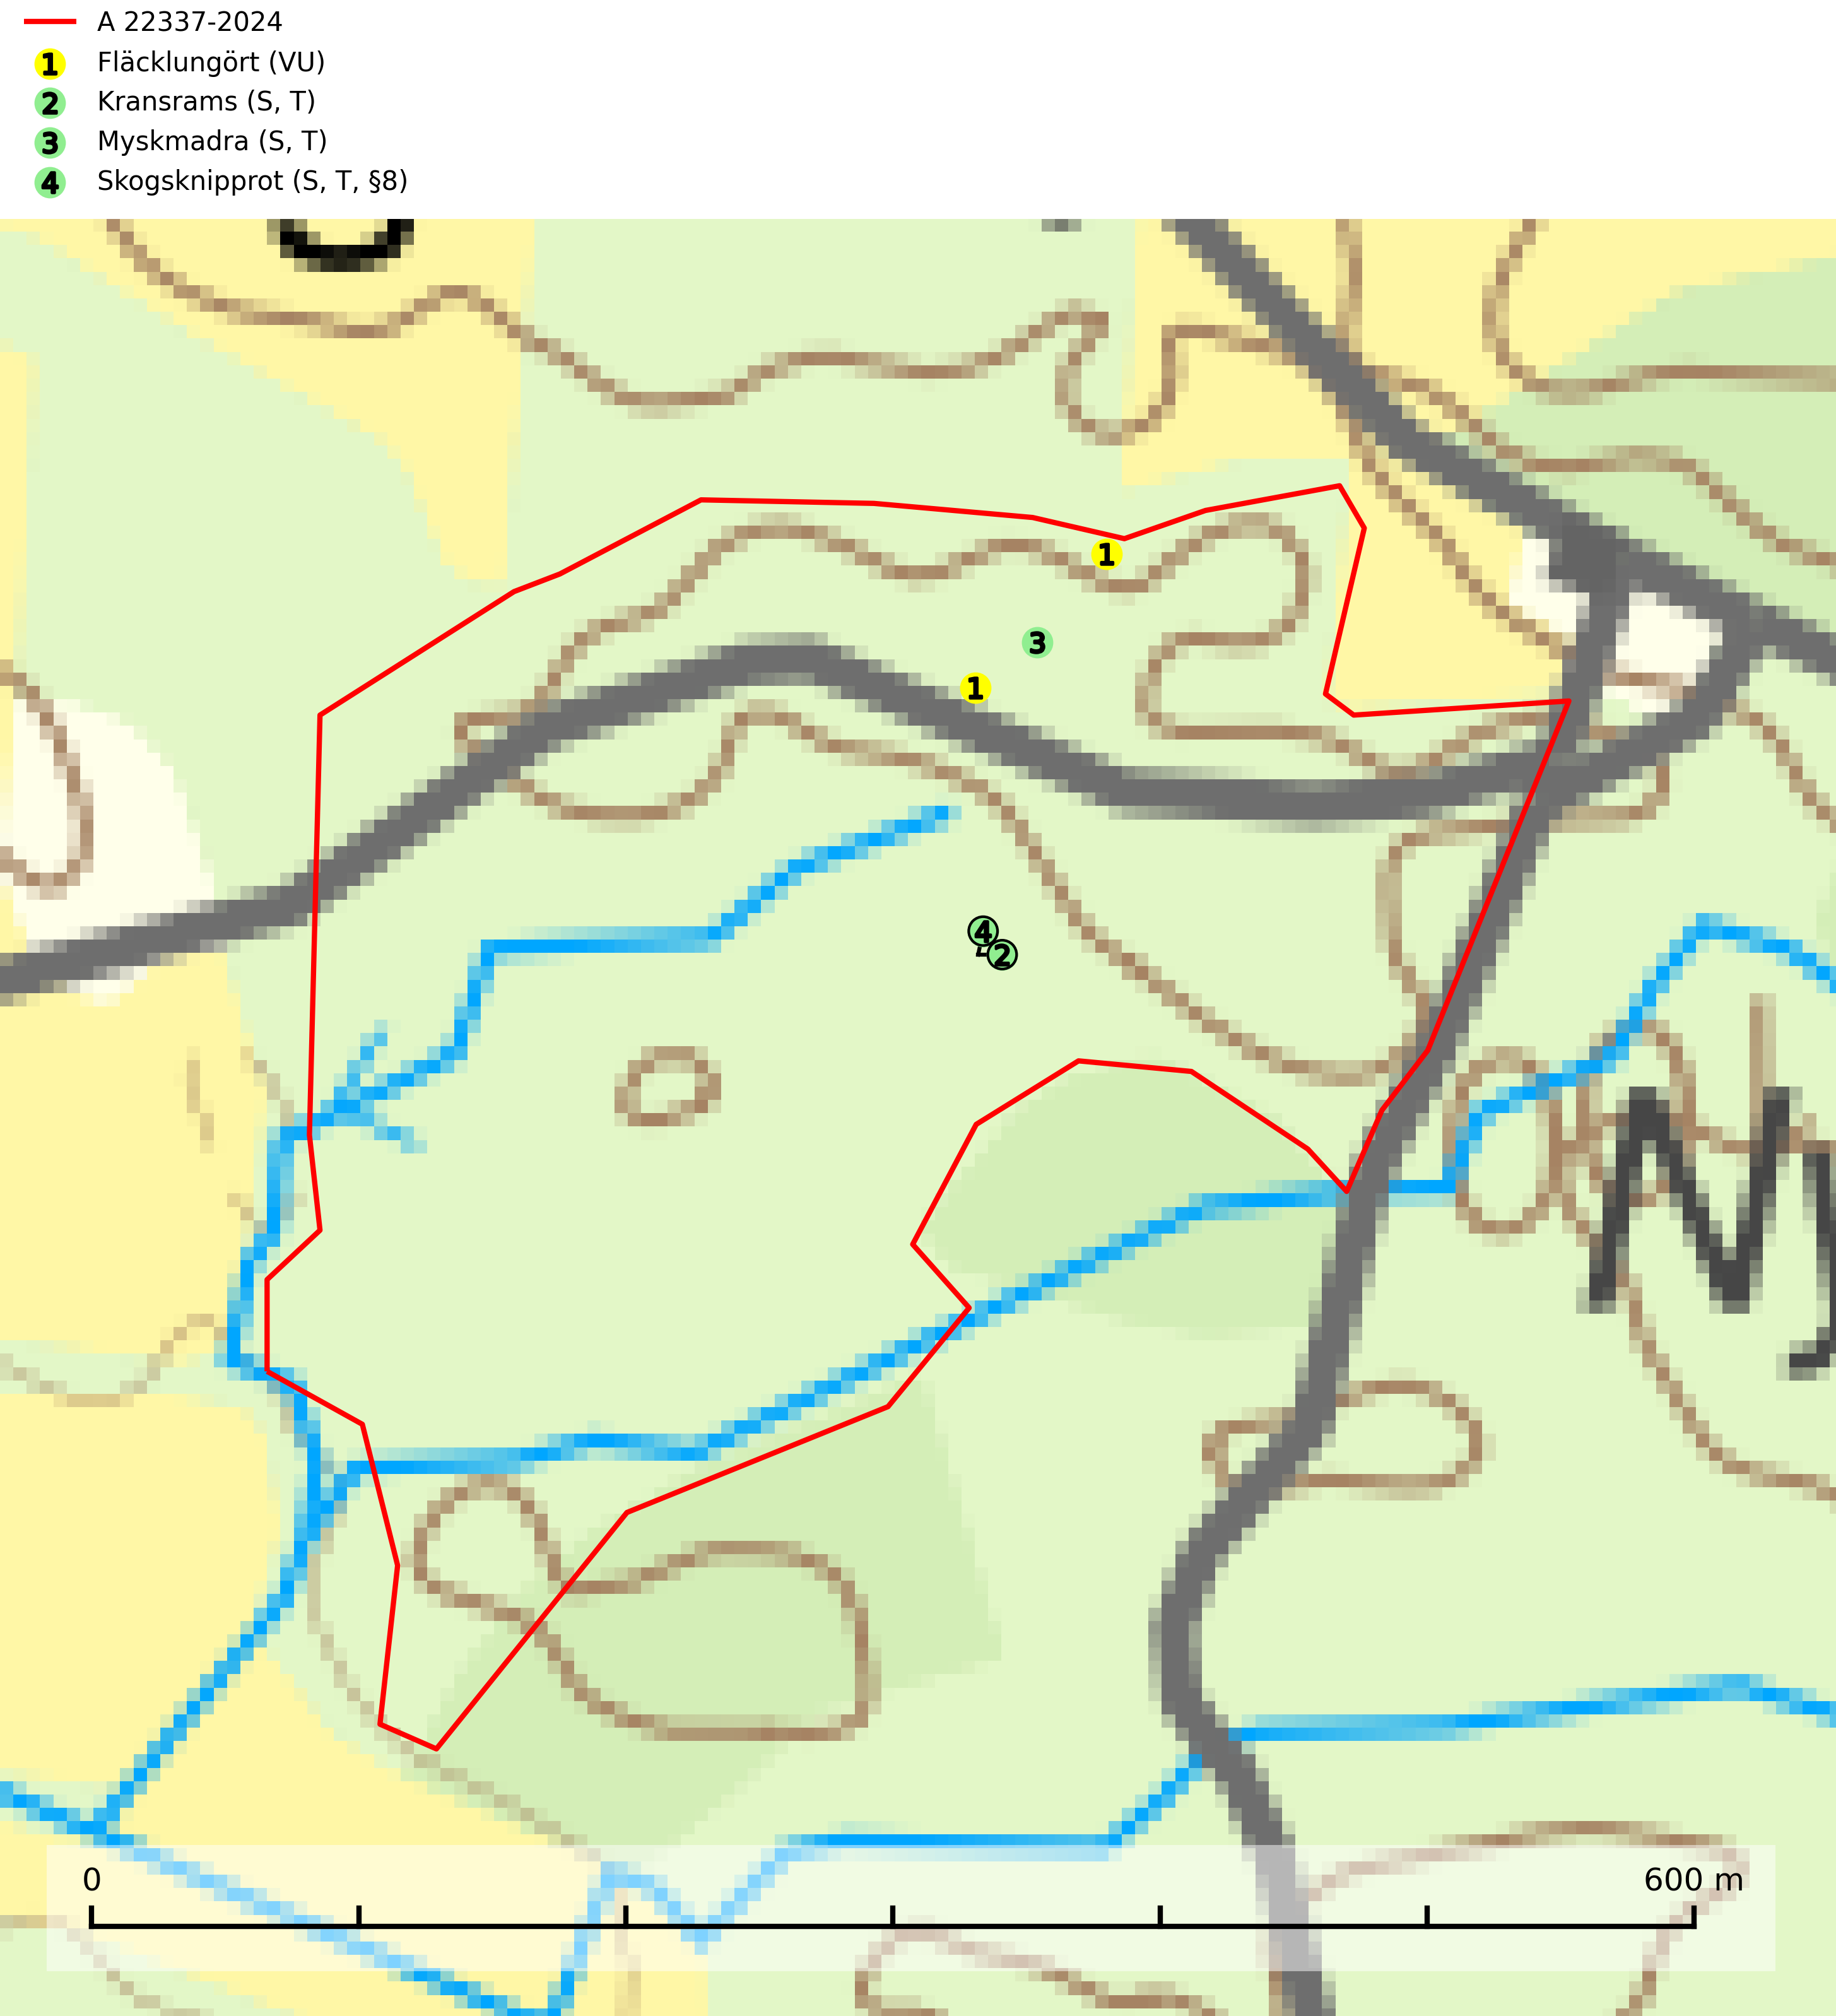 A 22337-2024
1 Fläcklungört (VU)
2 Kransrams (S, T)
3 Myskmadra (S, T)
4 Skogsknipprot (S, T, §8)
1
3
1
4
2
0 600 m